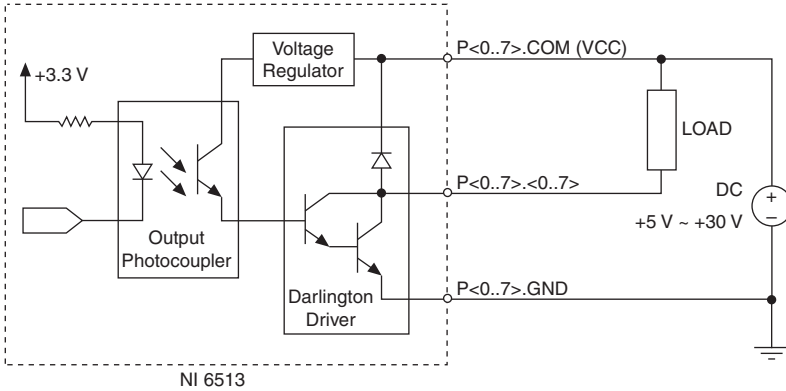 +3.3 V
Voltage
Regulator
P<0..7>.COM (VCC)
LOAD
P<0..7>.<0..7>
DC
+
–
+5 V ~ +30 V
Output
Photocoupler
Darlington
Driver
P<0..7>.GND
NI 6513